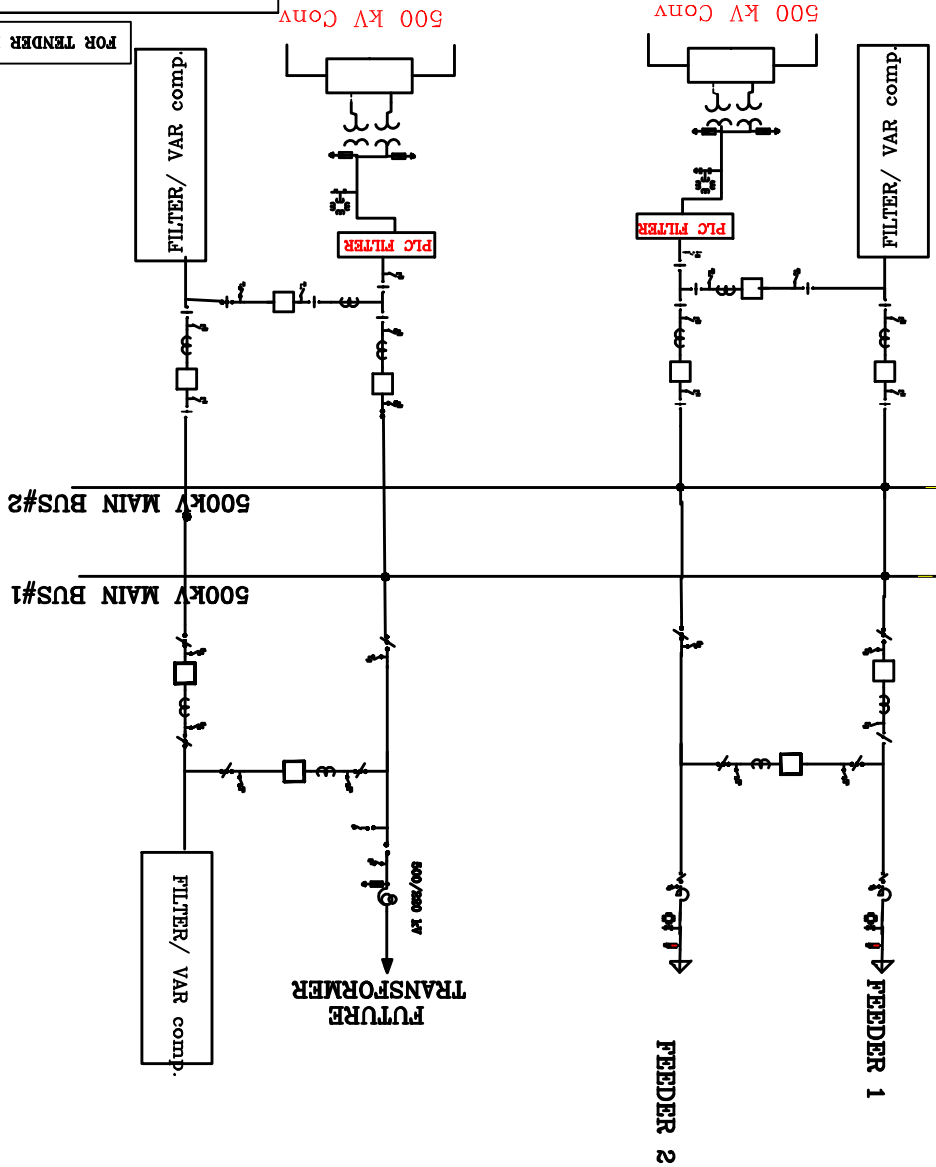 500 kV Conv
500 kV Conv
FOR TENDER
FILTER/ VAR comp.
FILTER/ VAR comp.
PLC FILTER
PLC FILTER
500kV MAIN BUS#2
500kV MAIN BUS#1
FILTER/ VAR comp.
500/220 kV
FUTURE
TRANSFORMER
FEEDER 1
FEEDER 2